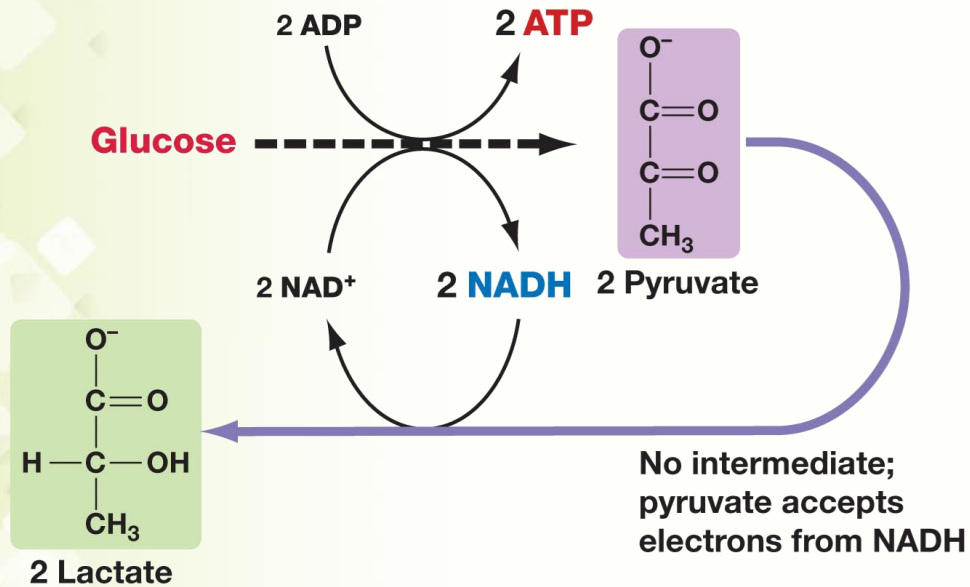 2 ADP
2 ATP
Glucose
O⁻
C=O
C=O
CH₃
2 NAD⁺
2 NADH
2 Pyruvate
O⁻
C=O
H—C—OH
CH₃
2 Lactate
No intermediate;
pyruvate accepts
electrons from NADH